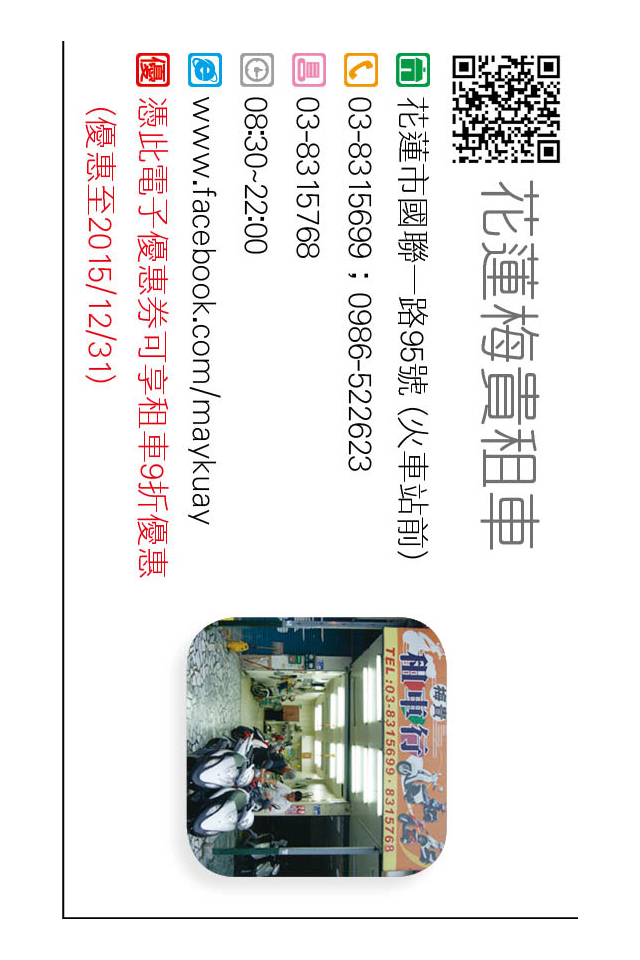 花蓮梅貴租車
花蓮市國聯一路95號 (火車站前)
03-8315699；0986-522623
03-8315768
08:30~22:00
www.facebook.com/maykuay
優 憑此電子優惠券可享租車9折優惠
(優惠至2015/12/31)
梅貴
租車行
TEL:03-8315699·8315768